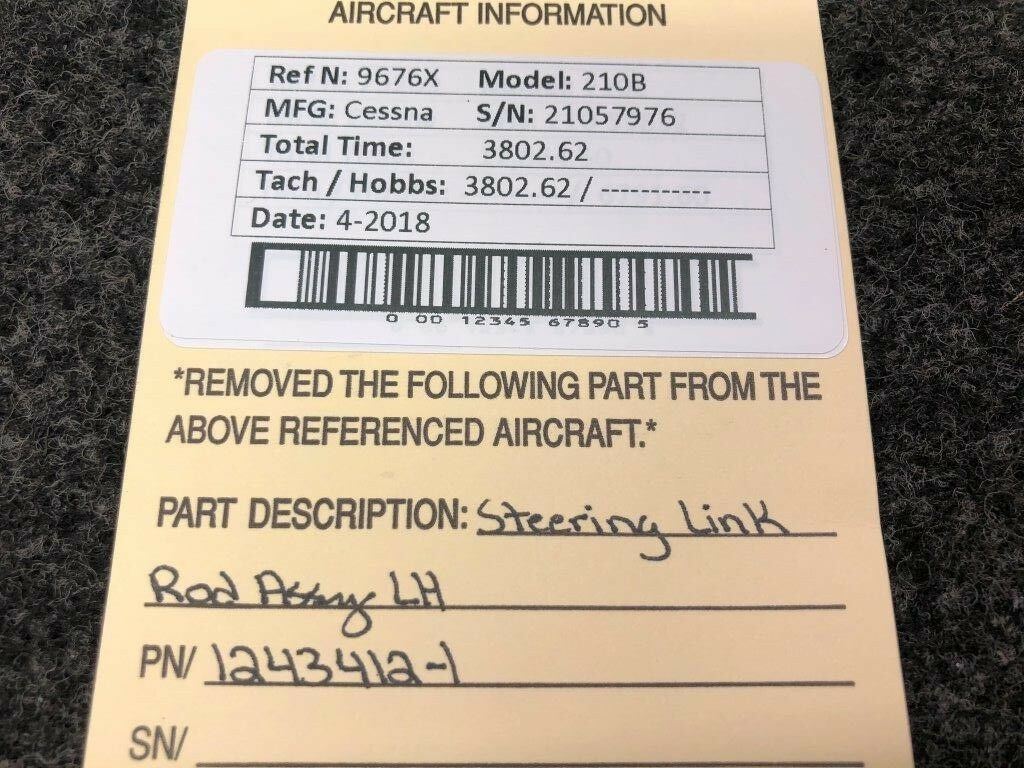 AIRCRAFT INFORMATION
Ref N: 9676X Model: 210B
MFG: Cessna S/N: 21057976
Total Time: 3802.62
Tach / Hobbs: 3802.62 / -----------
Date: 4-2018
0 00 12345 67890 5
*REMOVED THE FOLLOWING PART FROM THE
ABOVE REFERENCED AIRCRAFT.*
PART DESCRIPTION: Steering Link
Rod Assy LH
PN/ 1243412-1
SN/